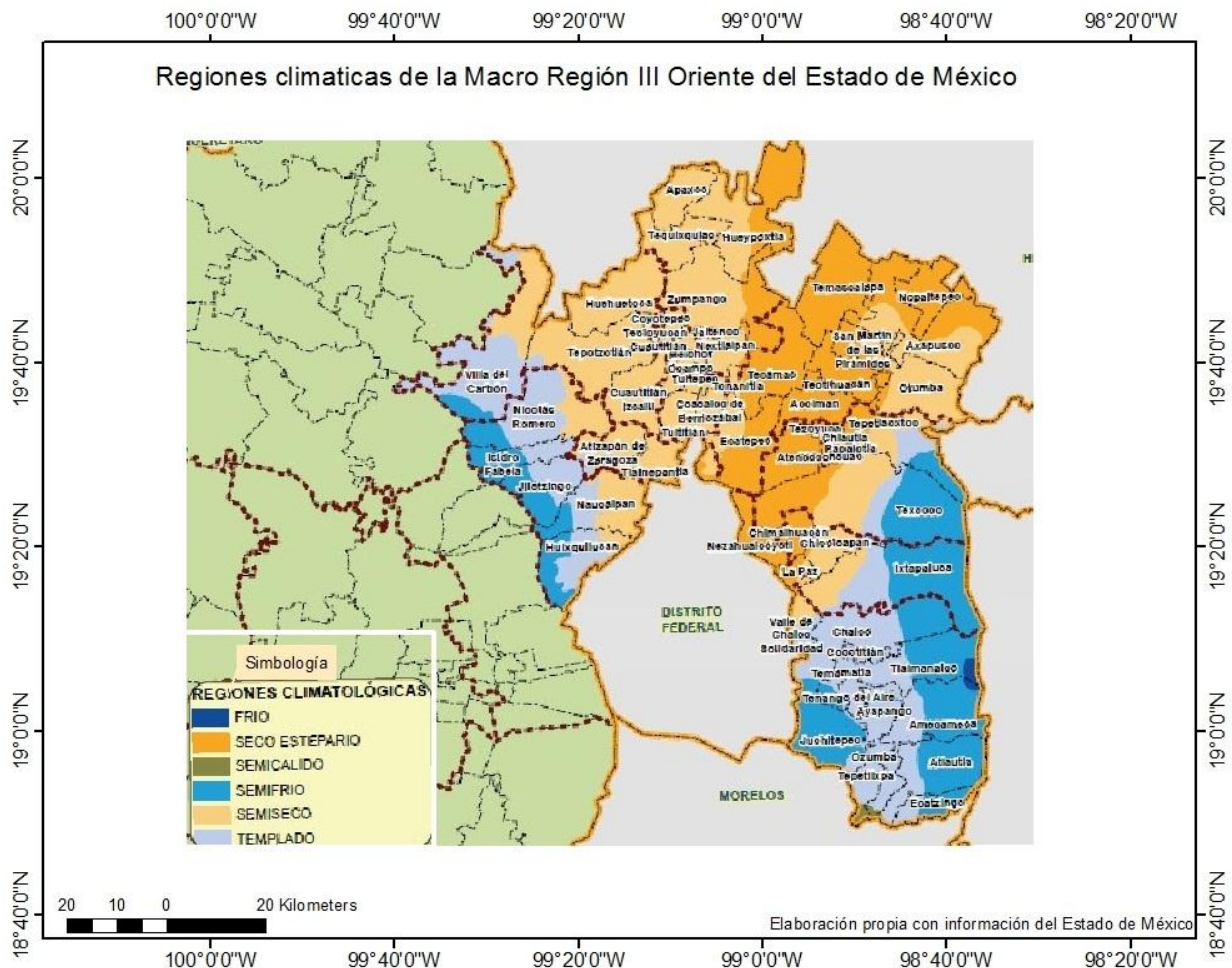 100°0'0"W 99°40'0"W 99°20'0"W 99°0'0"W 98°40'0"W 98°20'0"W
Regiones climaticas de la Macro Región III Oriente del Estado de México
20°0'0"N
20°0'0"N
Apaxco
Tequixquiac
Hueypoxtla
Temascalapa
Nopaltepec
Huehuetoca
Zumpango
Coyotepec
Teoloyucan
Jaltenco
Cuautitlán
Nextlalpan
Melchor
Ocampo
San Martín
de las
Pirámides
Axapusco
19°40'0"N
19°40'0"N
Tepotzotlán
Tultepec
Tonanitla
Tecámac
Teotihuacán
Otumba
Villa del
Carbón
Cuautitlán
Izcalli
Coacalco de
Berriozábal
Acolman
Nicolás
Romero
Tultitlán
Ecatepec
Tezoyuca
Tepetlaoxtoc
Chiautla
Papalotla
Atizapán de
Zaragoza
Isidro
Fabela
Tlalnepantla
Jilotzingo
Naucalpan
Texcoco
19°20'0"N
19°20'0"N
Huixquilucan
Chimalhuacán
Nezahualcóyotl
Chicoloapan
Ixtapaluca
La Paz
DISTRITO
FEDERAL
Valle de
Chalco
Solidaridad
Chalco
Cocotitlán
Temamatla
Tlalmanalco
Tenango del Aire
Ayapango
Amecameca
19°0'0"N
19°0'0"N
Juchitepec
Ozumba
Atlautla
Tepetlixpa
Ecatzingo
MORELOS
Simbología
REGIONES CLIMATOLÓGICAS
FRIO
SECO ESTEPARIO
SEMICALIDO
SEMIFRIO
SEMISECO
TEMPLADO
20 10 0 20 Kilometers
Elaboración propia con información del Estado de México
18°40'0"N
18°40'0"N
100°0'0"W 99°40'0"W 99°20'0"W 99°0'0"W 98°40'0"W 98°20'0"W